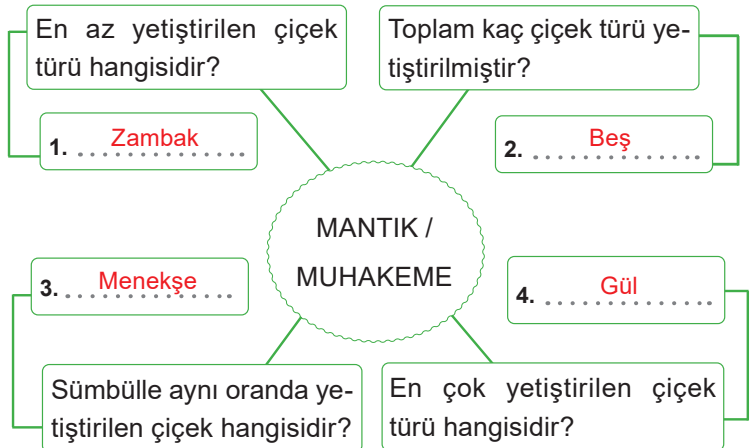 En az yetiştirilen çiçek
türü hangisidir?
1. Zambak
Toplam kaç çiçek türü ye-
tiştirilmiştir?
2. Beş
MANTIK /
MUHAKEME
3. Menekşe
Sümbülle aynı oranda ye-
tiştirilen çiçek hangisidir?
4. Gül
En çok yetiştirilen çiçek
türü hangisidir?